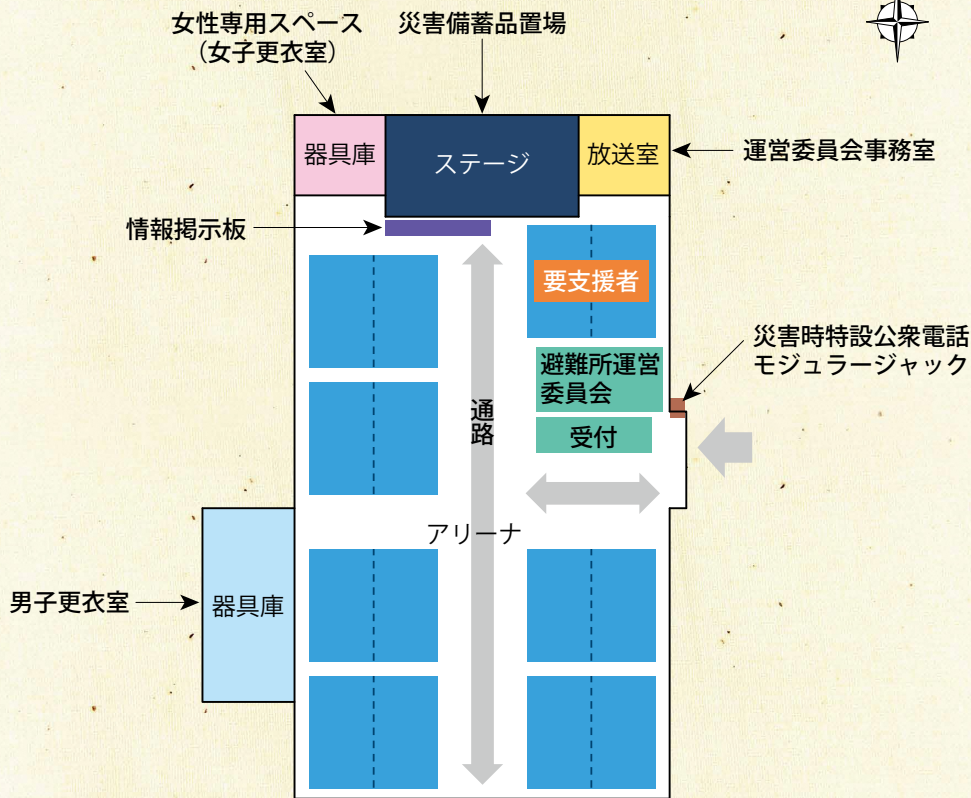 女性専用スペース
（女子更衣室）
災害備蓄品置場
器具庫
ステージ
放送室
運営委員会事務室
情報掲示板
要支援者
災害時特設公衆電話
モジュラージャック
避難所運営
委員会
通路
受付
アリーナ
男子更衣室
器具庫